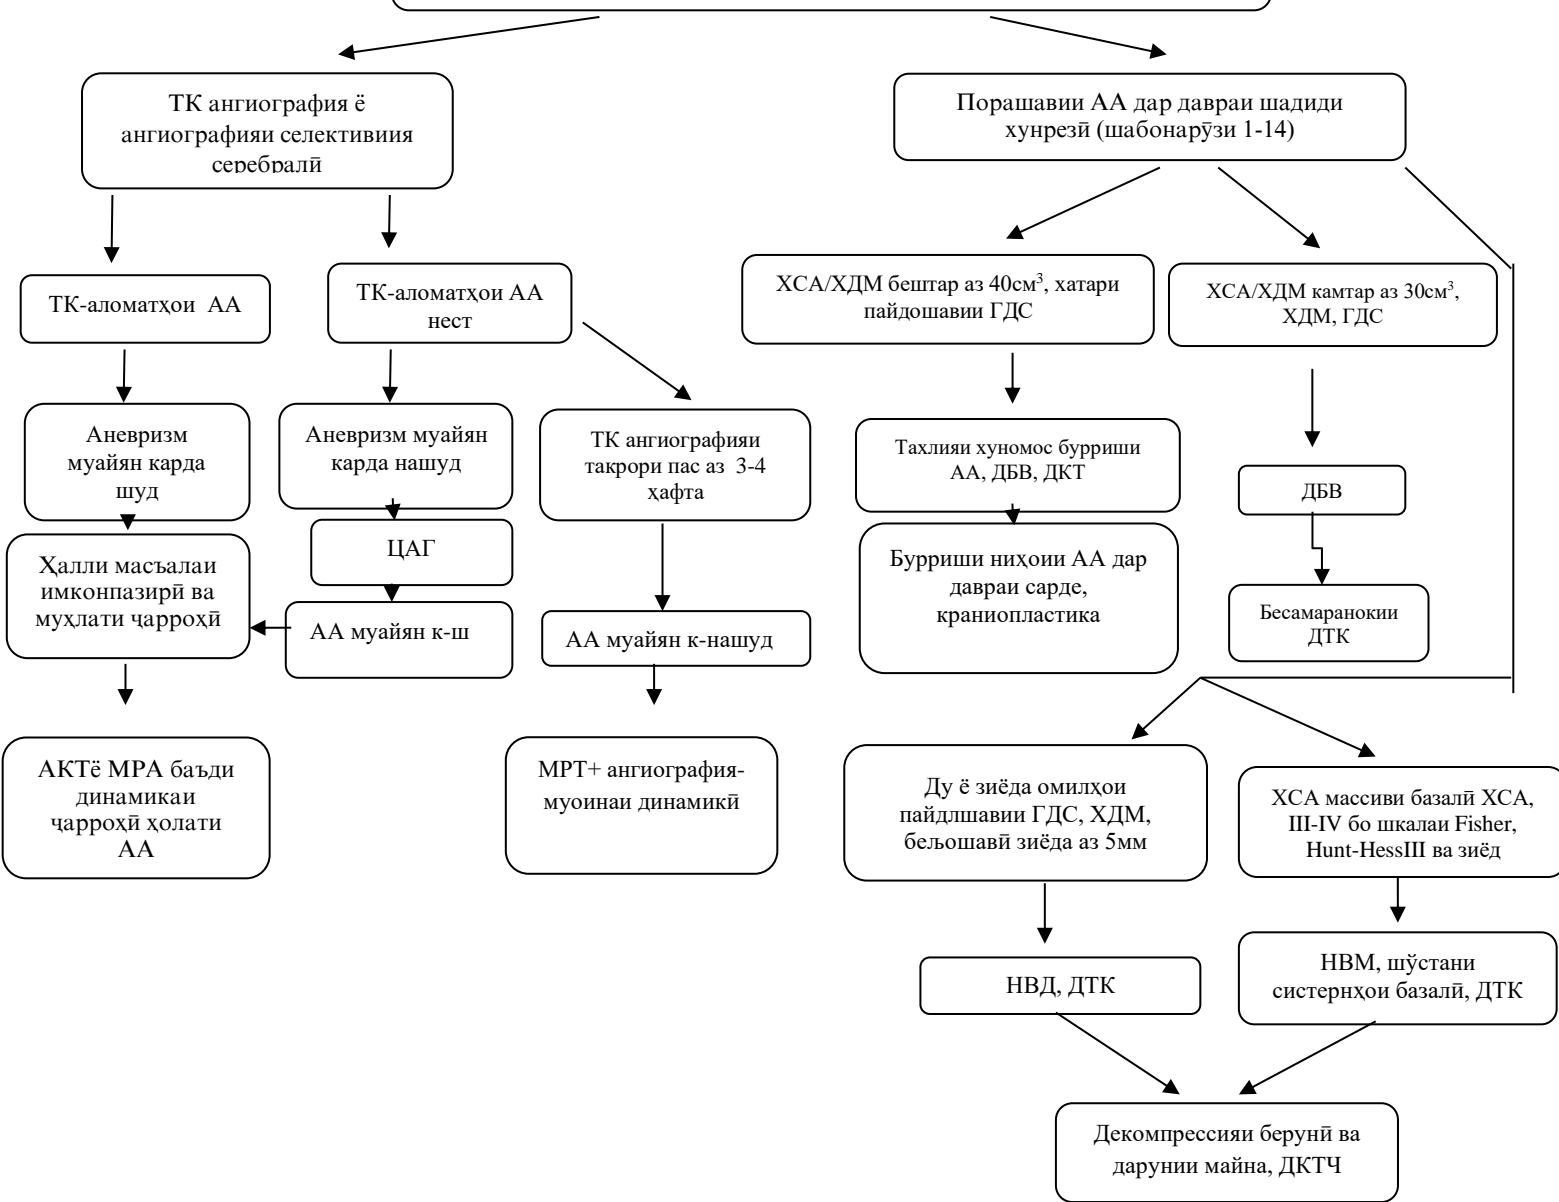 ТК ангиография ё
ангиографияи селективиия
серебралӣ
Порашавии АА дар давраи шадиди
хунрезӣ (шабонарӯзи 1-14)
ТК-аломатҳои АА
ТК-аломатҳои АА
нест
ХСА/ХДМ бештар аз 40см³, хатари
пайдошавии ГДС
ХСА/ХДМ камтар аз 30см³,
ХДМ, ГДС
Аневризм
муайян карда
шуд
Аневризм муайян
карда нашуд
ТК ангиографияи
такрори пас аз 3-4
ҳафта
Тахлияи хуномос бурриши
АА, ДБВ, ДКТ
ДБВ
Ҳалли масъалаи
имконпазирӣ ва
муҳлати ҷарроҳӣ
ЦАГ
АА муайян к-ш
АА муайян к-нашуд
Бурриши ниҳоии АА дар
давраи сарде,
краниопластика
Бесамаранокии
ДТК
АКТё МРА баъди
динамикаи
ҷарроҳӣ ҳолати
АА
МРТ+ ангиография-
муоинаи динамикӣ
Ду ё зиёда омилҳои
пайдлшавии ГДС, ХДМ,
бељошавӣ зиёда аз 5мм
ХСА массиви базалӣ ХСА,
III-IV бо шкалаи Fisher,
Hunt-HessIII ва зиёд
НВД, ДТК
НВМ, шӯстани
систернҳои базалӣ, ДТК
Декомпрессияи берунӣ ва
дарунии майна, ДКТЧ